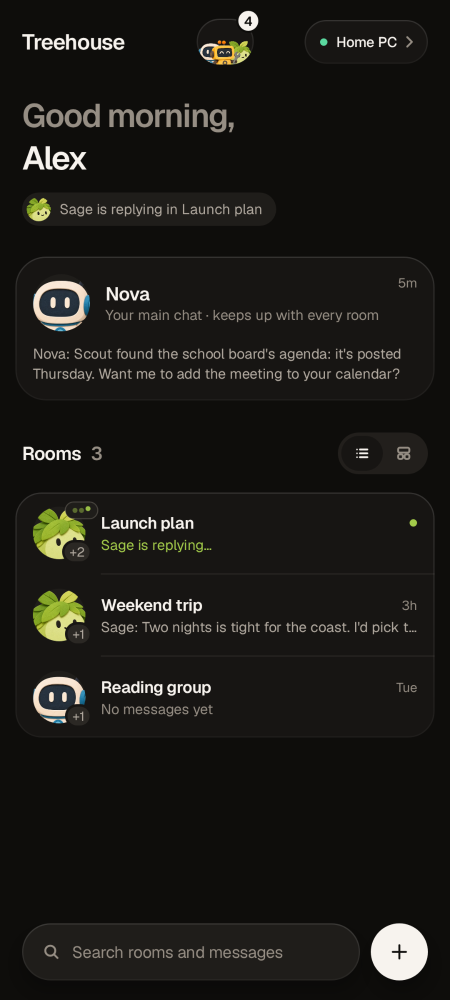 Treehouse
4
Home PC
Good morning,
Alex
Sage is replying in Launch plan
Nova
5m
Your main chat · keeps up with every room
Nova: Scout found the school board's agenda: it's posted
Thursday. Want me to add the meeting to your calendar?
Rooms 3
Launch plan
+2
Sage is replying…
Weekend trip
3h
+1
Sage: Two nights is tight for the coast. I'd pick t…
Reading group
Tue
+1
No messages yet
Search rooms and messages